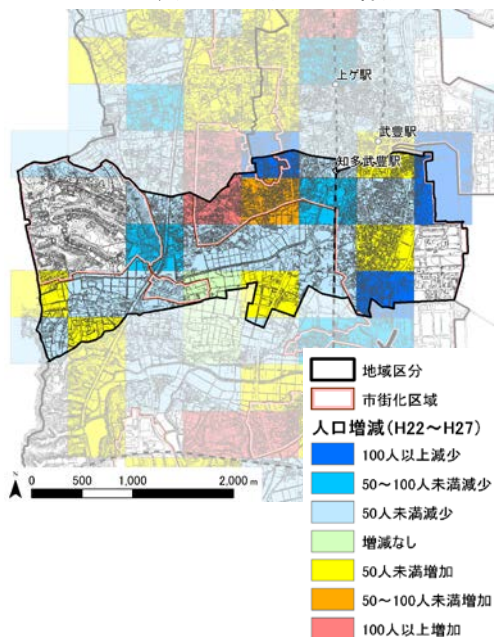 上ゲ駅
武豊駅
知多武豊駅
N
0 500 1,000 2,000 m
地域区分
市街化区域
人口増減(H22～H27)
100人以上減少
50～100人未満減少
50人未満減少
増減なし
50人未満増加
50～100人未満増加
100人以上増加